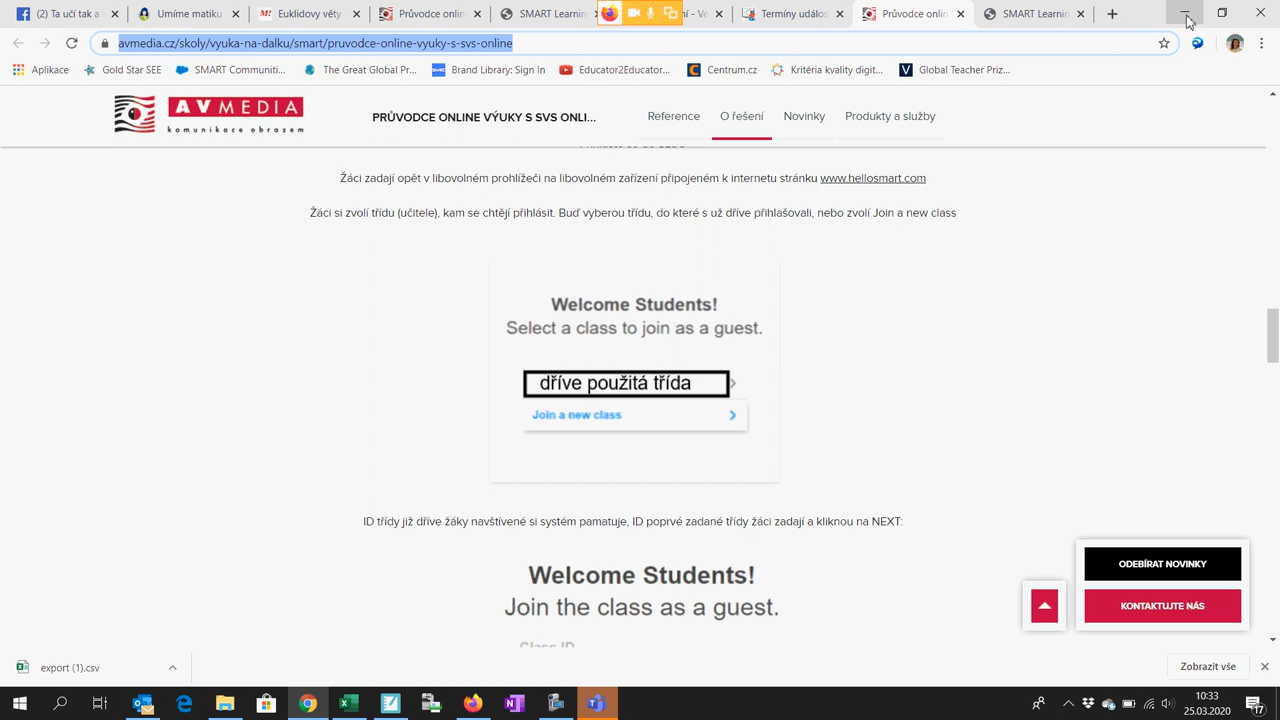 (2) Ta učí tak a
Umíme matiku
Euklidovy věty
Průvodce online
SMART Learnin
ní - Ve
Termíny událos
Průvodce onlin
SMART Learnin
avmedia.cz/skoly/vyuka-na-dalku/smart/pruvodce-online-vyuky-s-svs-online
Aplikace
Gold Star SEE
SMART Communiti...
The Great Global Pr...
Brand Library: Sign In
Educator2Educator...
Centrum.cz
Kritéria kvality digit...
Global Teacher Priz...
AVMEDIA
komunikace obrazem
PRŮVODCE ONLINE VÝUKY S SVS ONLI...
Reference
O řešení
Novinky
Produkty a služby
Žáci zadají opět v libovolném prohlížeči na libovolném zařízení připojeném k internetu stránku www.hellosmart.com
Žáci si zvolí třídu (učitele), kam se chtějí přihlásit. Buď vyberou třídu, do které s už dříve přihlašovali, nebo zvolí Join a new class
Welcome Students!
Select a class to join as a guest.
dříve použitá třída
Join a new class
ID třídy již dříve žáky navštívené si systém pamatuje, ID poprvé zadané třídy žáci zadají a kliknou na NEXT:
Welcome Students!
Join the class as a guest.
Class ID
ODEBÍRAT NOVINKY
KONTAKTUJTE NÁS
export (1).csv
Zobrazit vše
10:33
25.03.2020
17